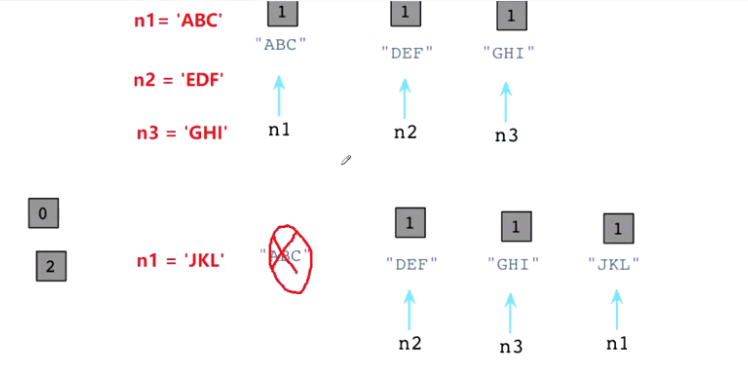 n1= 'ABC' 1 1 1
"ABC" "DEF" "GHI"
n2 = 'EDF'
n3 = 'GHI' n1 n2 n3
0 1 1 1
2 n1 = 'JKL' "ABC" "DEF" "GHI" "JKL"
n2 n3 n1